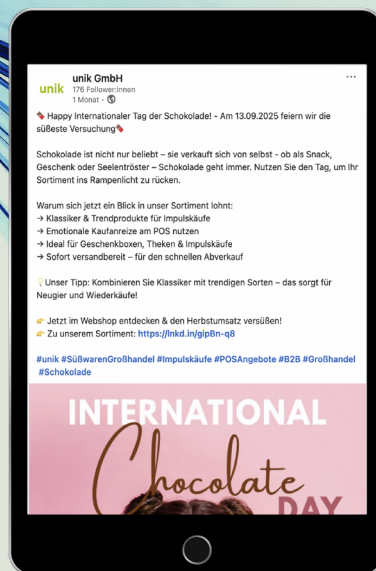 unik
unik GmbH
176 Follower:innen
1 Monat •
Happy Internationaler Tag der Schokolade! - Am 13.09.2025 feiern wir die
süßeste Versuchung
Schokolade ist nicht nur beliebt – sie verkauft sich von selbst - ob als Snack,
Geschenk oder Seelentröster – Schokolade geht immer. Nutzen Sie den Tag, um Ihr
Sortiment ins Rampenlicht zu rücken.
Warum sich jetzt ein Blick in unser Sortiment lohnt:
→ Klassiker & Trendprodukte für Impulskäufe
→ Emotionale Kaufanreize am POS nutzen
→ Ideal für Geschenkboxen, Theken & Impulskäufe
→ Sofort versandbereit – für den schnellen Abverkauf
💡Unser Tipp: Kombinieren Sie Klassiker mit trendigen Sorten – das sorgt für
Neugier und Wiederkäufe!
👉 Jetzt im Webshop entdecken & den Herbstumsatz versüßen!
👉 Zu unserem Sortiment: https://lnkd.in/gipBn-q8
#unik #SüßwarenGroßhandel #Impulskäufe #POSAngebote #B2B #Großhandel
#Schokolade
INTERNATIONAL
Chocolate
DAY